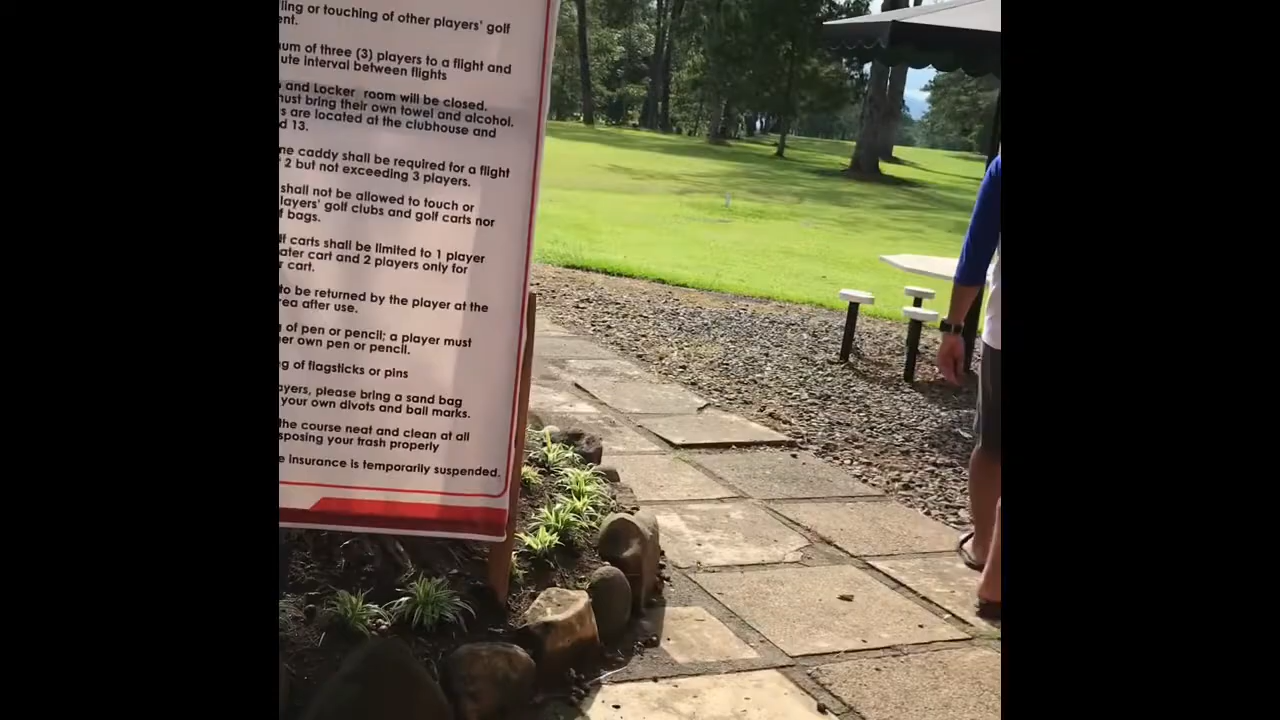 ling or touching of other players' golf
ent.
um of three (3) players to a flight and
ute interval between flights
and Locker room will be closed.
must bring their own towel and alcohol.
s are located at the clubhouse and
d 13.
ne caddy shall be required for a flight
2 but not exceeding 3 players.
shall not be allowed to touch or
layers' golf clubs and golf carts nor
f bags.
lf carts shall be limited to 1 player
ater cart and 2 players only for
r cart.
to be returned by the player at the
rea after use.
g of pen or pencil; a player must
her own pen or pencil.
g of flagsticks or pins
ayers, please bring a sand bag
your own divots and ball marks.
the course neat and clean at all
sposing your trash properly
e insurance is temporarily suspended.